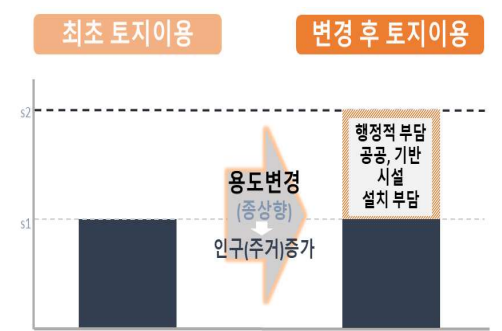 최초 토지이용
변경 후 토지이용
s2
행정적 부담
공공, 기반
시설
설치 부담
용도변경
(종상향)
s1
인구(주거)증가